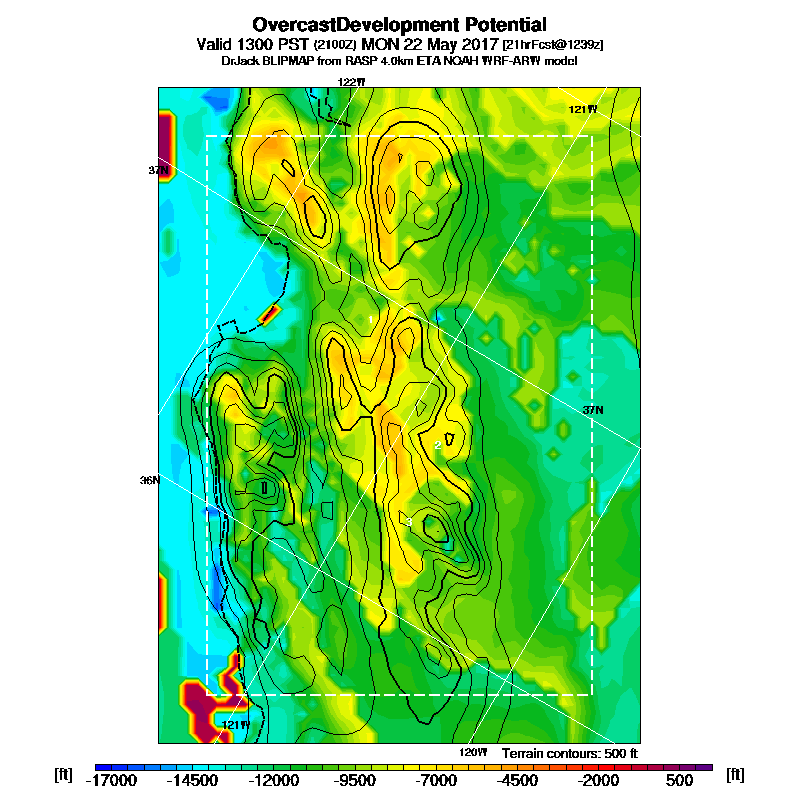 OvercastDevelopment Potential
Valid 1300 PST (2100Z) MON 22 May 2017 [21hrFcst@1239z]
DrJack BLIPMAP from RASP 4.0km ETA NOAH WRF-ARW model
122W
121W
37N
1
37N
2
36N
3
121W
120W Terrain contours: 500 ft
[ft] -17000 -14500 -12000 -9500 -7000 -4500 -2000 500 [ft]